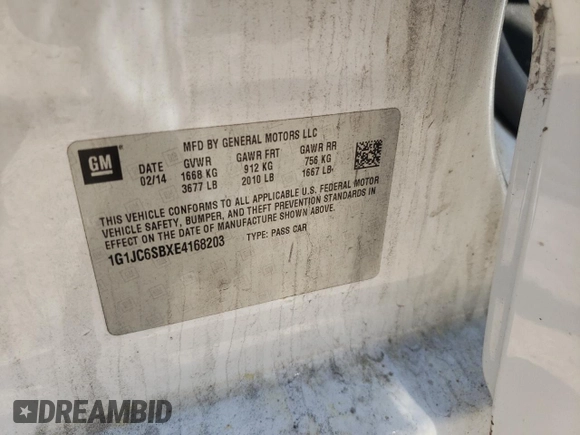 GM
MFD BY GENERAL MOTORS LLC
DATE GVWR GAWR FRT GAWR RR
02/14 1668 KG 912 KG 756 KG
3677 LB 2010 LB 1667 LB
THIS VEHICLE CONFORMS TO ALL APPLICABLE U.S. FEDERAL MOTOR
VEHICLE SAFETY, BUMPER, AND THEFT PREVENTION STANDARDS IN
EFFECT ON THE DATE OF MANUFACTURE SHOWN ABOVE.
1G1JC6SBXE4168203 TYPE: PASS CAR
DREAMBID